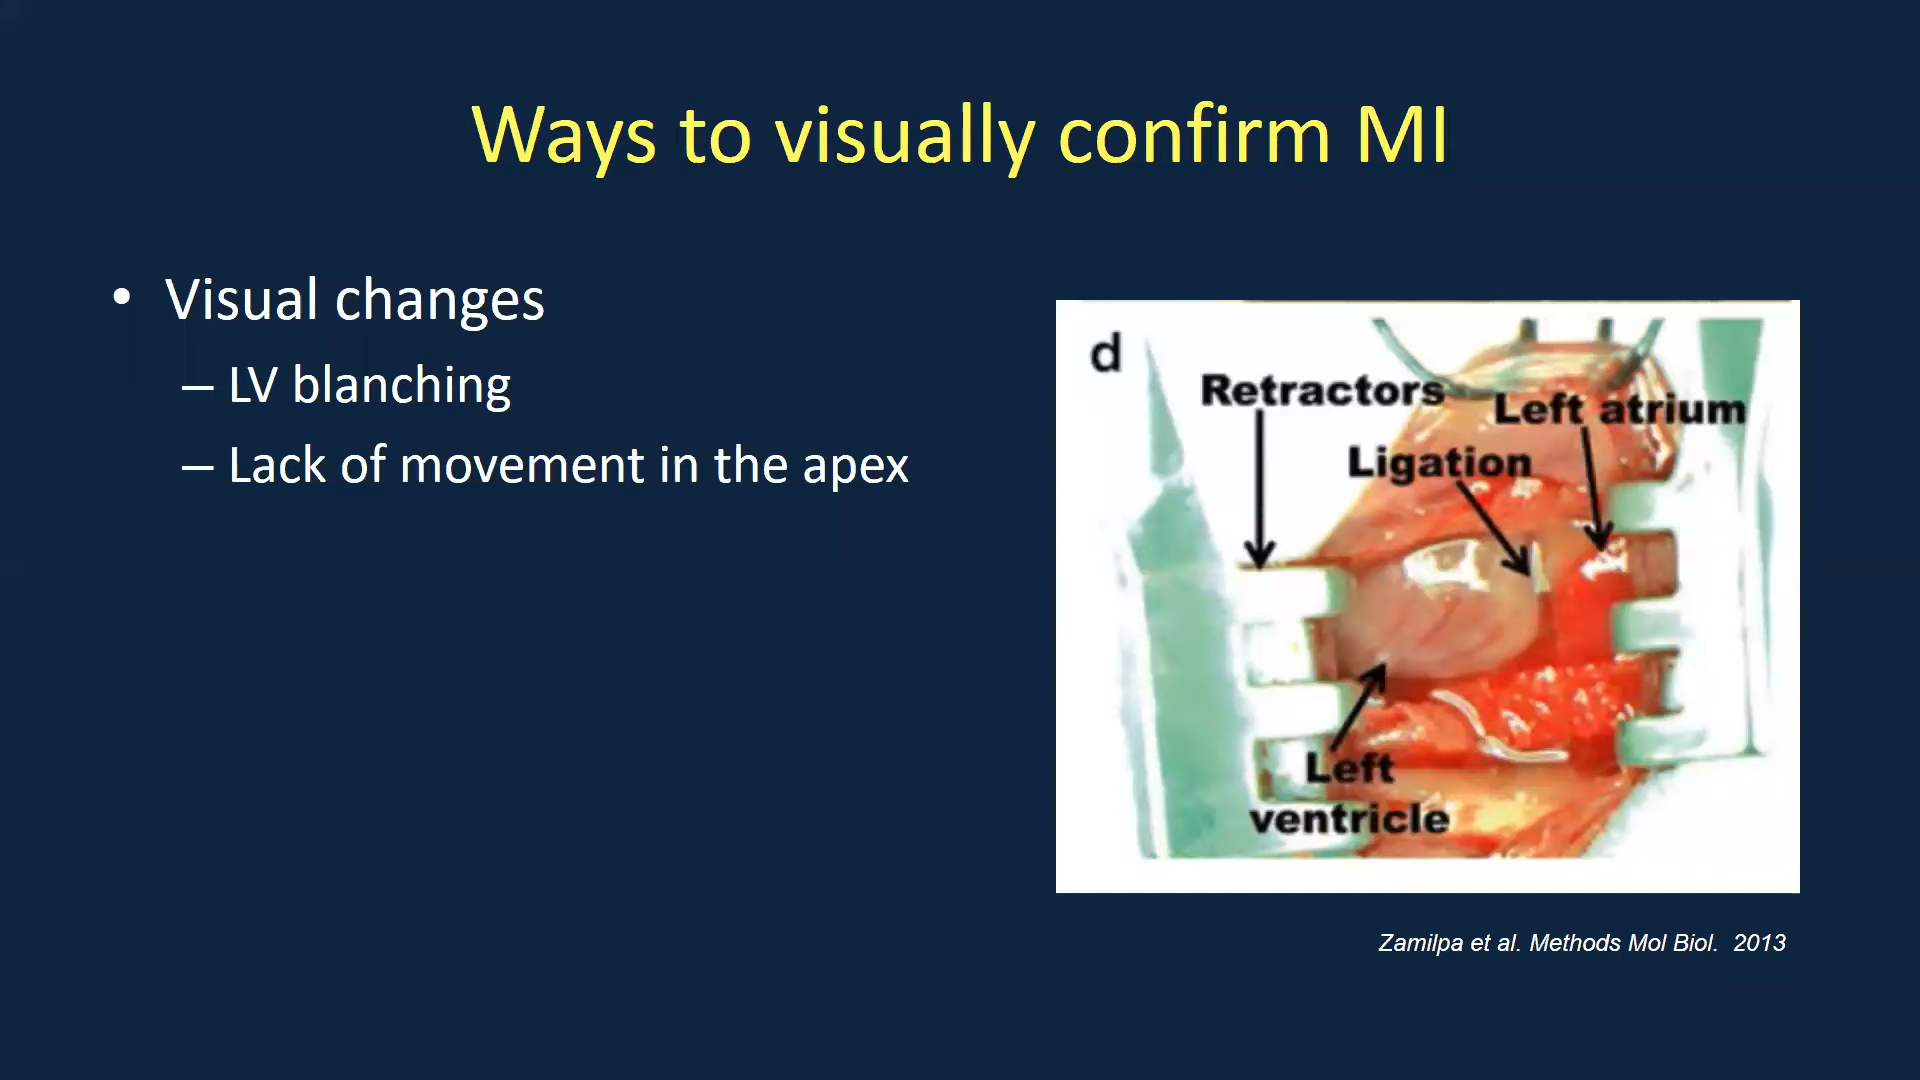 Ways to visually confirm MI
• Visual changes
– LV blanching
– Lack of movement in the apex
d
Retractors
Left atrium
Ligation
Left
ventricle
Zamilpa et al. Methods Mol Biol. 2013